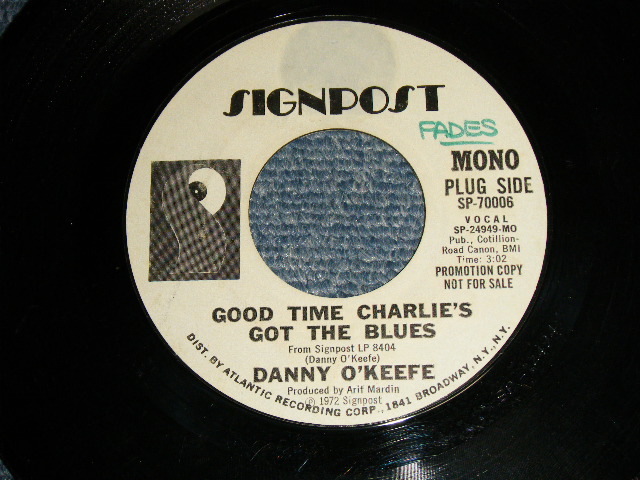 SIGNPOST
FADES
MONO
PLUG SIDE
SP-70006
VOCAL
SP-24949-MO
Pub., Cotillion-
Road Canon, BMI
Time: 3:02
PROMOTION COPY
NOT FOR SALE
GOOD TIME CHARLIE'S
GOT THE BLUES
From Signpost LP 8404
(Danny O'Keefe)
DANNY O'KEEFE
Produced by Arif Mardin
℗ 1972 Signpost
DIST. BY ATLANTIC RECORDING CORP., 1841 BROADWAY, N.Y., N.Y.